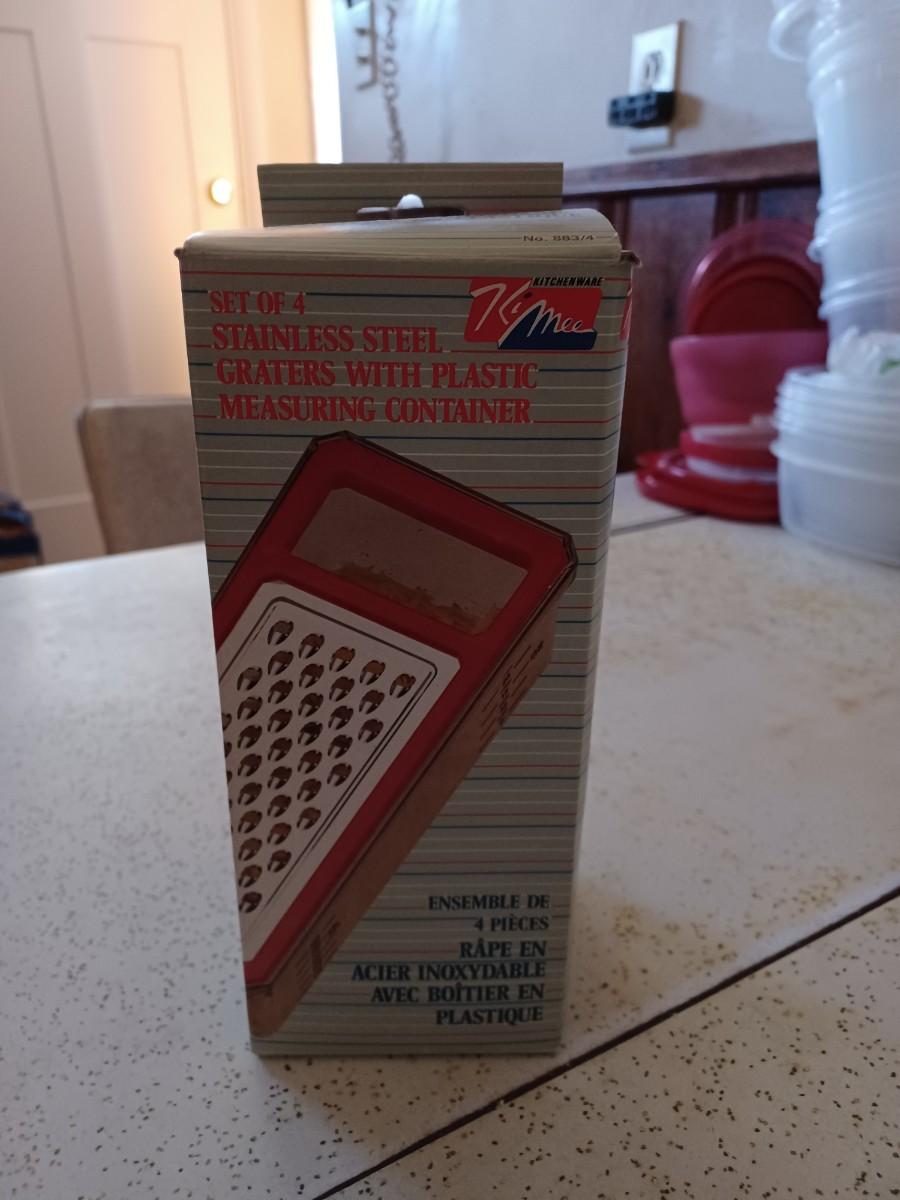 No. 883/4
KITCHENWARE
Ki Mee
SET OF 4
STAINLESS STEEL
GRATERS WITH PLASTIC
MEASURING CONTAINER
ENSEMBLE DE
4 PIÈCES
RÂPE EN
ACIER INOXYDABLE
AVEC BOÎTIER EN
PLASTIQUE